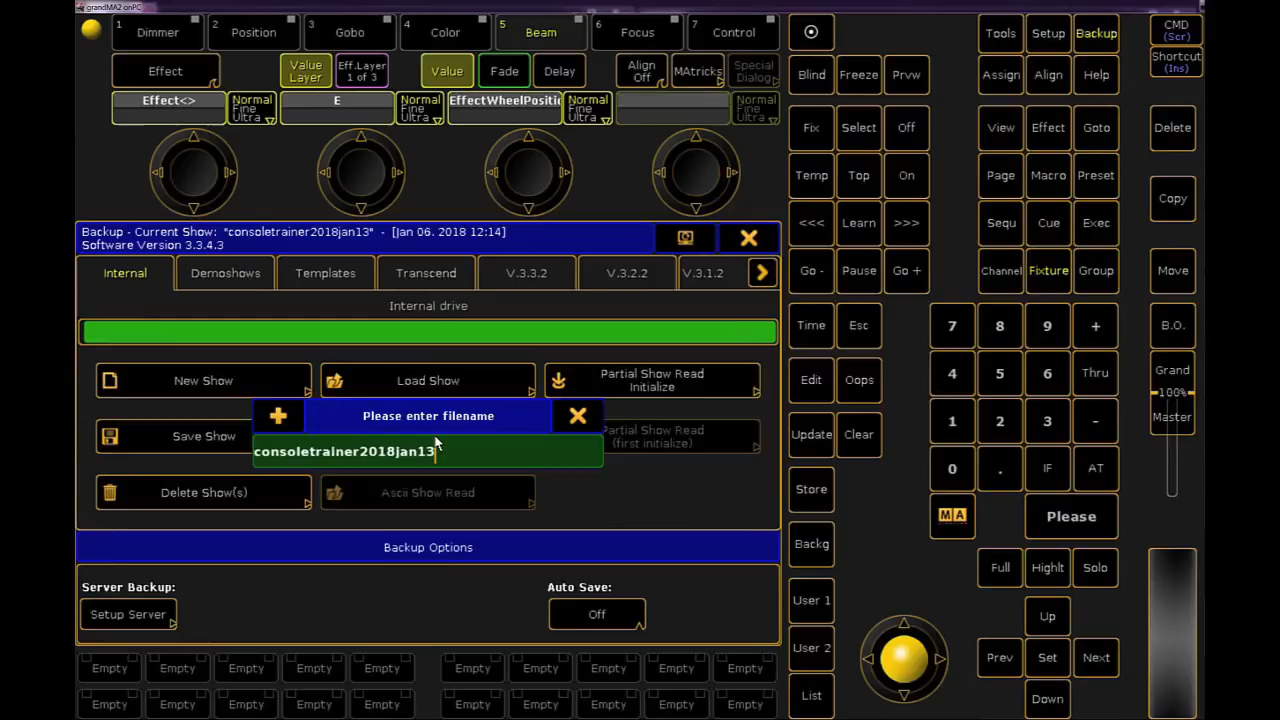 grandMA2 onPC
1 Dimmer
2 Position
3 Gobo
4 Color
5 Beam
6 Focus
7 Control
Effect
Value Layer
Eff.Layer 1 of 3
Value
Fade
Delay
Align Off
MAtricks
Special Dialog
Effect<>
Normal Fine Ultra
E
Normal Fine Ultra
EffectWheelPositio
Normal Fine Ultra
Normal Fine Ultra
Backup - Current Show: "consoletrainer2018jan13" - [Jan 06. 2018 12:14]
Software Version 3.3.4.3
Internal
Demoshows
Templates
Transcend
V.3.3.2
V.3.2.2
V.3.1.2
Internal drive
New Show
Load Show
Partial Show Read
Initialize
Please enter filename
Save Show
Partial Show Read
(first initialize)
consoletrainer2018jan13
Delete Show(s)
Ascii Show Read
Backup Options
Server Backup:
Auto Save:
Setup Server
Off
Empty Empty Empty Empty Empty Empty Empty Empty Empty Empty
Empty Empty Empty Empty Empty Empty Empty Empty Empty Empty
Blind Freeze Prvw
Fix Select Off
Temp Top On
<<< Learn >>>
Go - Pause Go +
Time Esc
Edit Oops
Update Clear
Store
Backg
User 1
User 2
List
Tools Setup Backup
Assign Align Help
View Effect Goto
Page Macro Preset
Sequ Cue Exec
Channel Fixture Group
7 8 9 +
4 5 6 Thru
1 2 3 -
0 . IF AT
MA Please
Full Highlt Solo
Up
Prev Set Next
Down
CMD
(Scr)
Shortcut
(Ins)
Delete
Copy
Move
B.O.
Grand
100%
Master